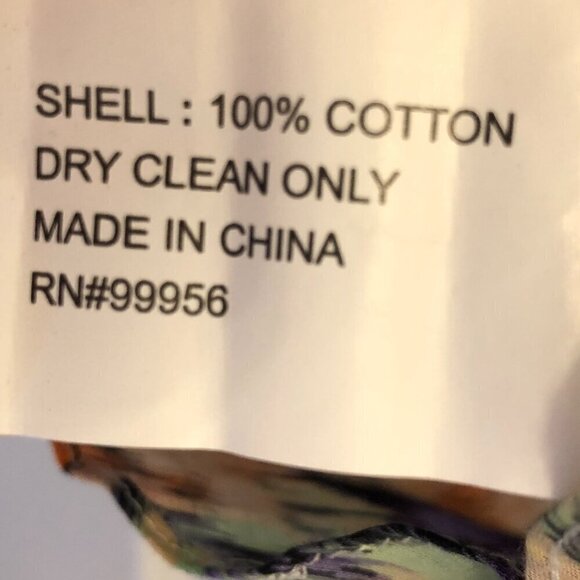 SHELL : 100% COTTON
DRY CLEAN ONLY
MADE IN CHINA
RN#99956